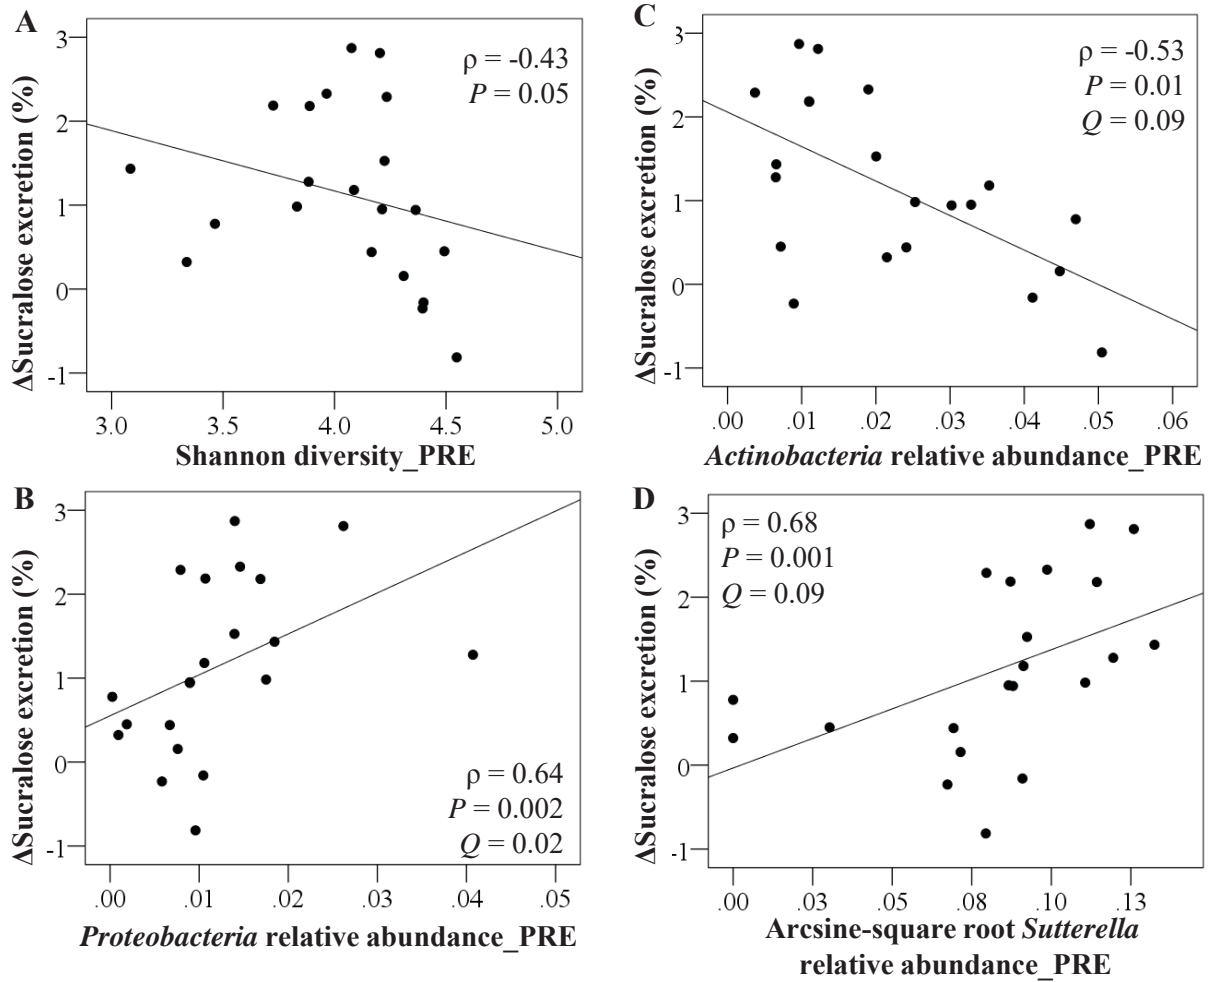 A
ΔSucralose excretion (%)
3
2
1
0
-1
ρ = -0.43
P = 0.05
3.0 3.5 4.0 4.5 5.0
Shannon diversity_PRE
C
ΔSucralose excretion (%)
3
2
1
0
-1
ρ = -0.53
P = 0.01
Q = 0.09
.00 .01 .02 .03 .04 .05 .06
Actinobacteria relative abundance_PRE
B
ΔSucralose excretion (%)
3
2
1
0
-1
ρ = 0.64
P = 0.002
Q = 0.02
.00 .01 .02 .03 .04 .05
Proteobacteria relative abundance_PRE
D
ΔSucralose excretion (%)
3
2
1
0
-1
ρ = 0.68
P = 0.001
Q = 0.09
.00 .03 .05 .08 .10 .13
Arcsine-square root Sutterella
relative abundance_PRE